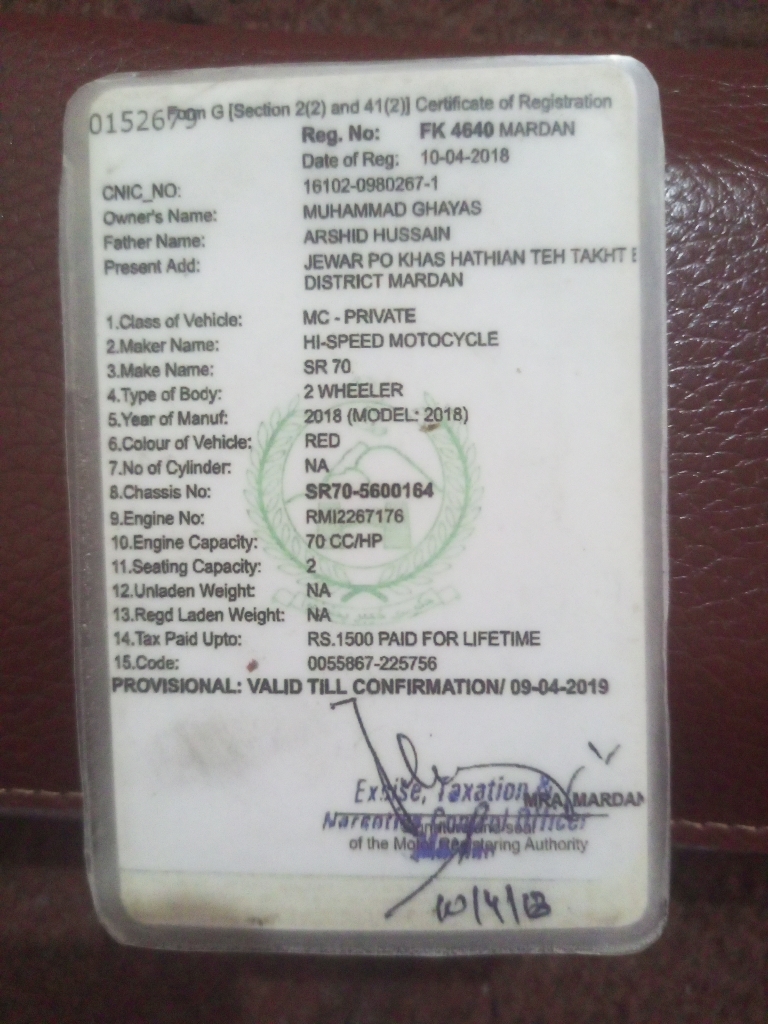 0152679
Form G [Section 2(2) and 41(2)] Certificate of Registration
Reg. No: FK 4640 MARDAN
Date of Reg: 10-04-2018
CNIC_NO: 16102-0980267-1
Owner's Name: MUHAMMAD GHAYAS
Father Name: ARSHID HUSSAIN
Present Add: JEWAR PO KHAS HATHIAN TEH TAKHT
DISTRICT MARDAN
1.Class of Vehicle: MC - PRIVATE
2.Maker Name: HI-SPEED MOTOCYCLE
3.Make Name: SR 70
4.Type of Body: 2 WHEELER
5.Year of Manuf: 2018 (MODEL: 2018)
6.Colour of Vehicle: RED
7.No of Cylinder: NA
8.Chassis No: SR70-5600164
9.Engine No: RMI2267176
10.Engine Capacity: 70 CC/HP
11.Seating Capacity: 2
12.Unladen Weight: NA
13.Regd Laden Weight: NA
14.Tax Paid Upto: RS.1500 PAID FOR LIFETIME
15.Code: 0055867-225756
PROVISIONAL: VALID TILL CONFIRMATION/ 09-04-2019
Exise, Taxation &
MRA MARDAN
Narcotics Control Officer
of the Motor Registering Authority
10/4/18